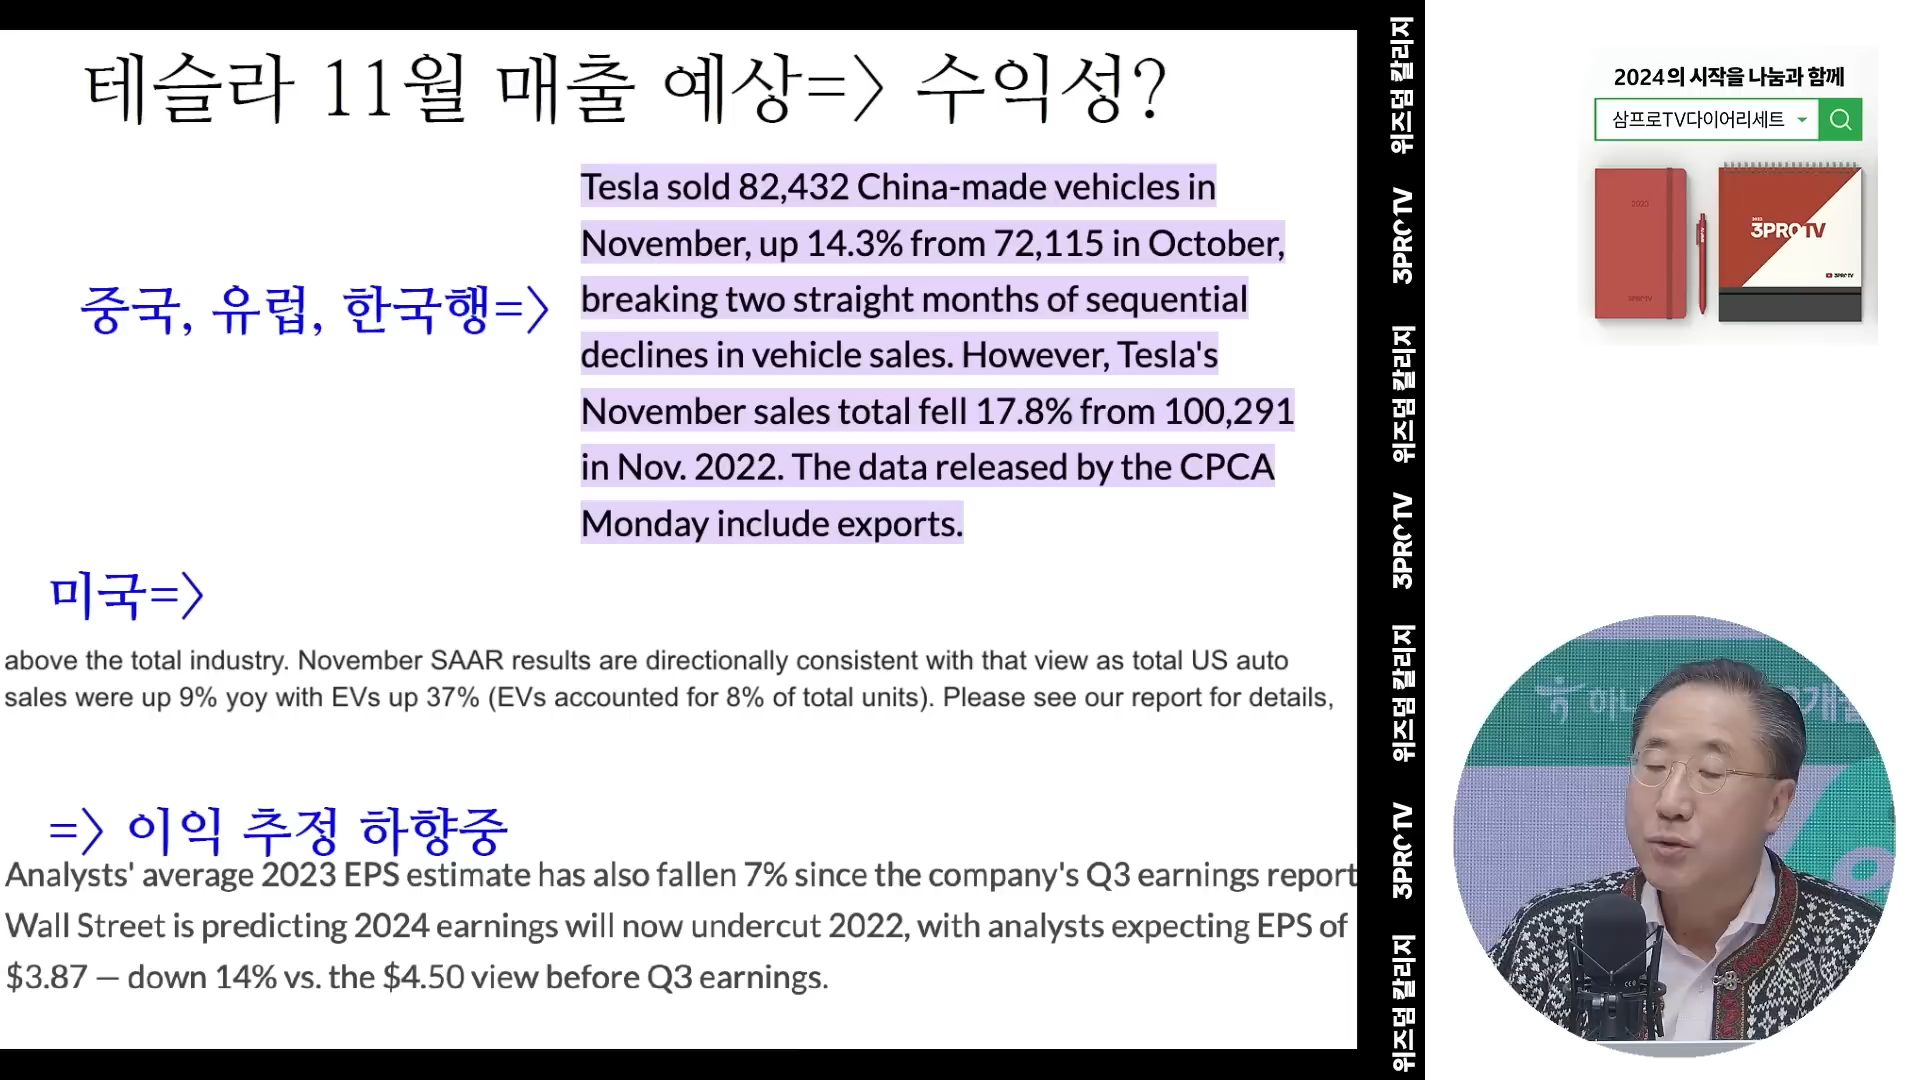 테슬라 11월 매출 예상=> 수익성?
중국, 유럽, 한국행=>
Tesla sold 82,432 China-made vehicles in
November, up 14.3% from 72,115 in October,
breaking two straight months of sequential
declines in vehicle sales. However, Tesla's
November sales total fell 17.8% from 100,291
in Nov. 2022. The data released by the CPCA
Monday include exports.
미국=>
above the total industry. November SAAR results are directionally consistent with that view as total US auto
sales were up 9% yoy with EVs up 37% (EVs accounted for 8% of total units). Please see our report for details,
=> 이익 추정 하향중
Analysts' average 2023 EPS estimate has also fallen 7% since the company's Q3 earnings report
Wall Street is predicting 2024 earnings will now undercut 2022, with analysts expecting EPS of
$3.87 — down 14% vs. the $4.50 view before Q3 earnings.
위즈덤 칼리지
3PROTV
위즈덤 칼리지
3PROTV
위즈덤 칼리지
3PROTV
위즈덤 칼리지
2024의 시작을 나눔과 함께
삼프로TV다이어리세트
2023
3PROTV
3PROTV
3PROTV